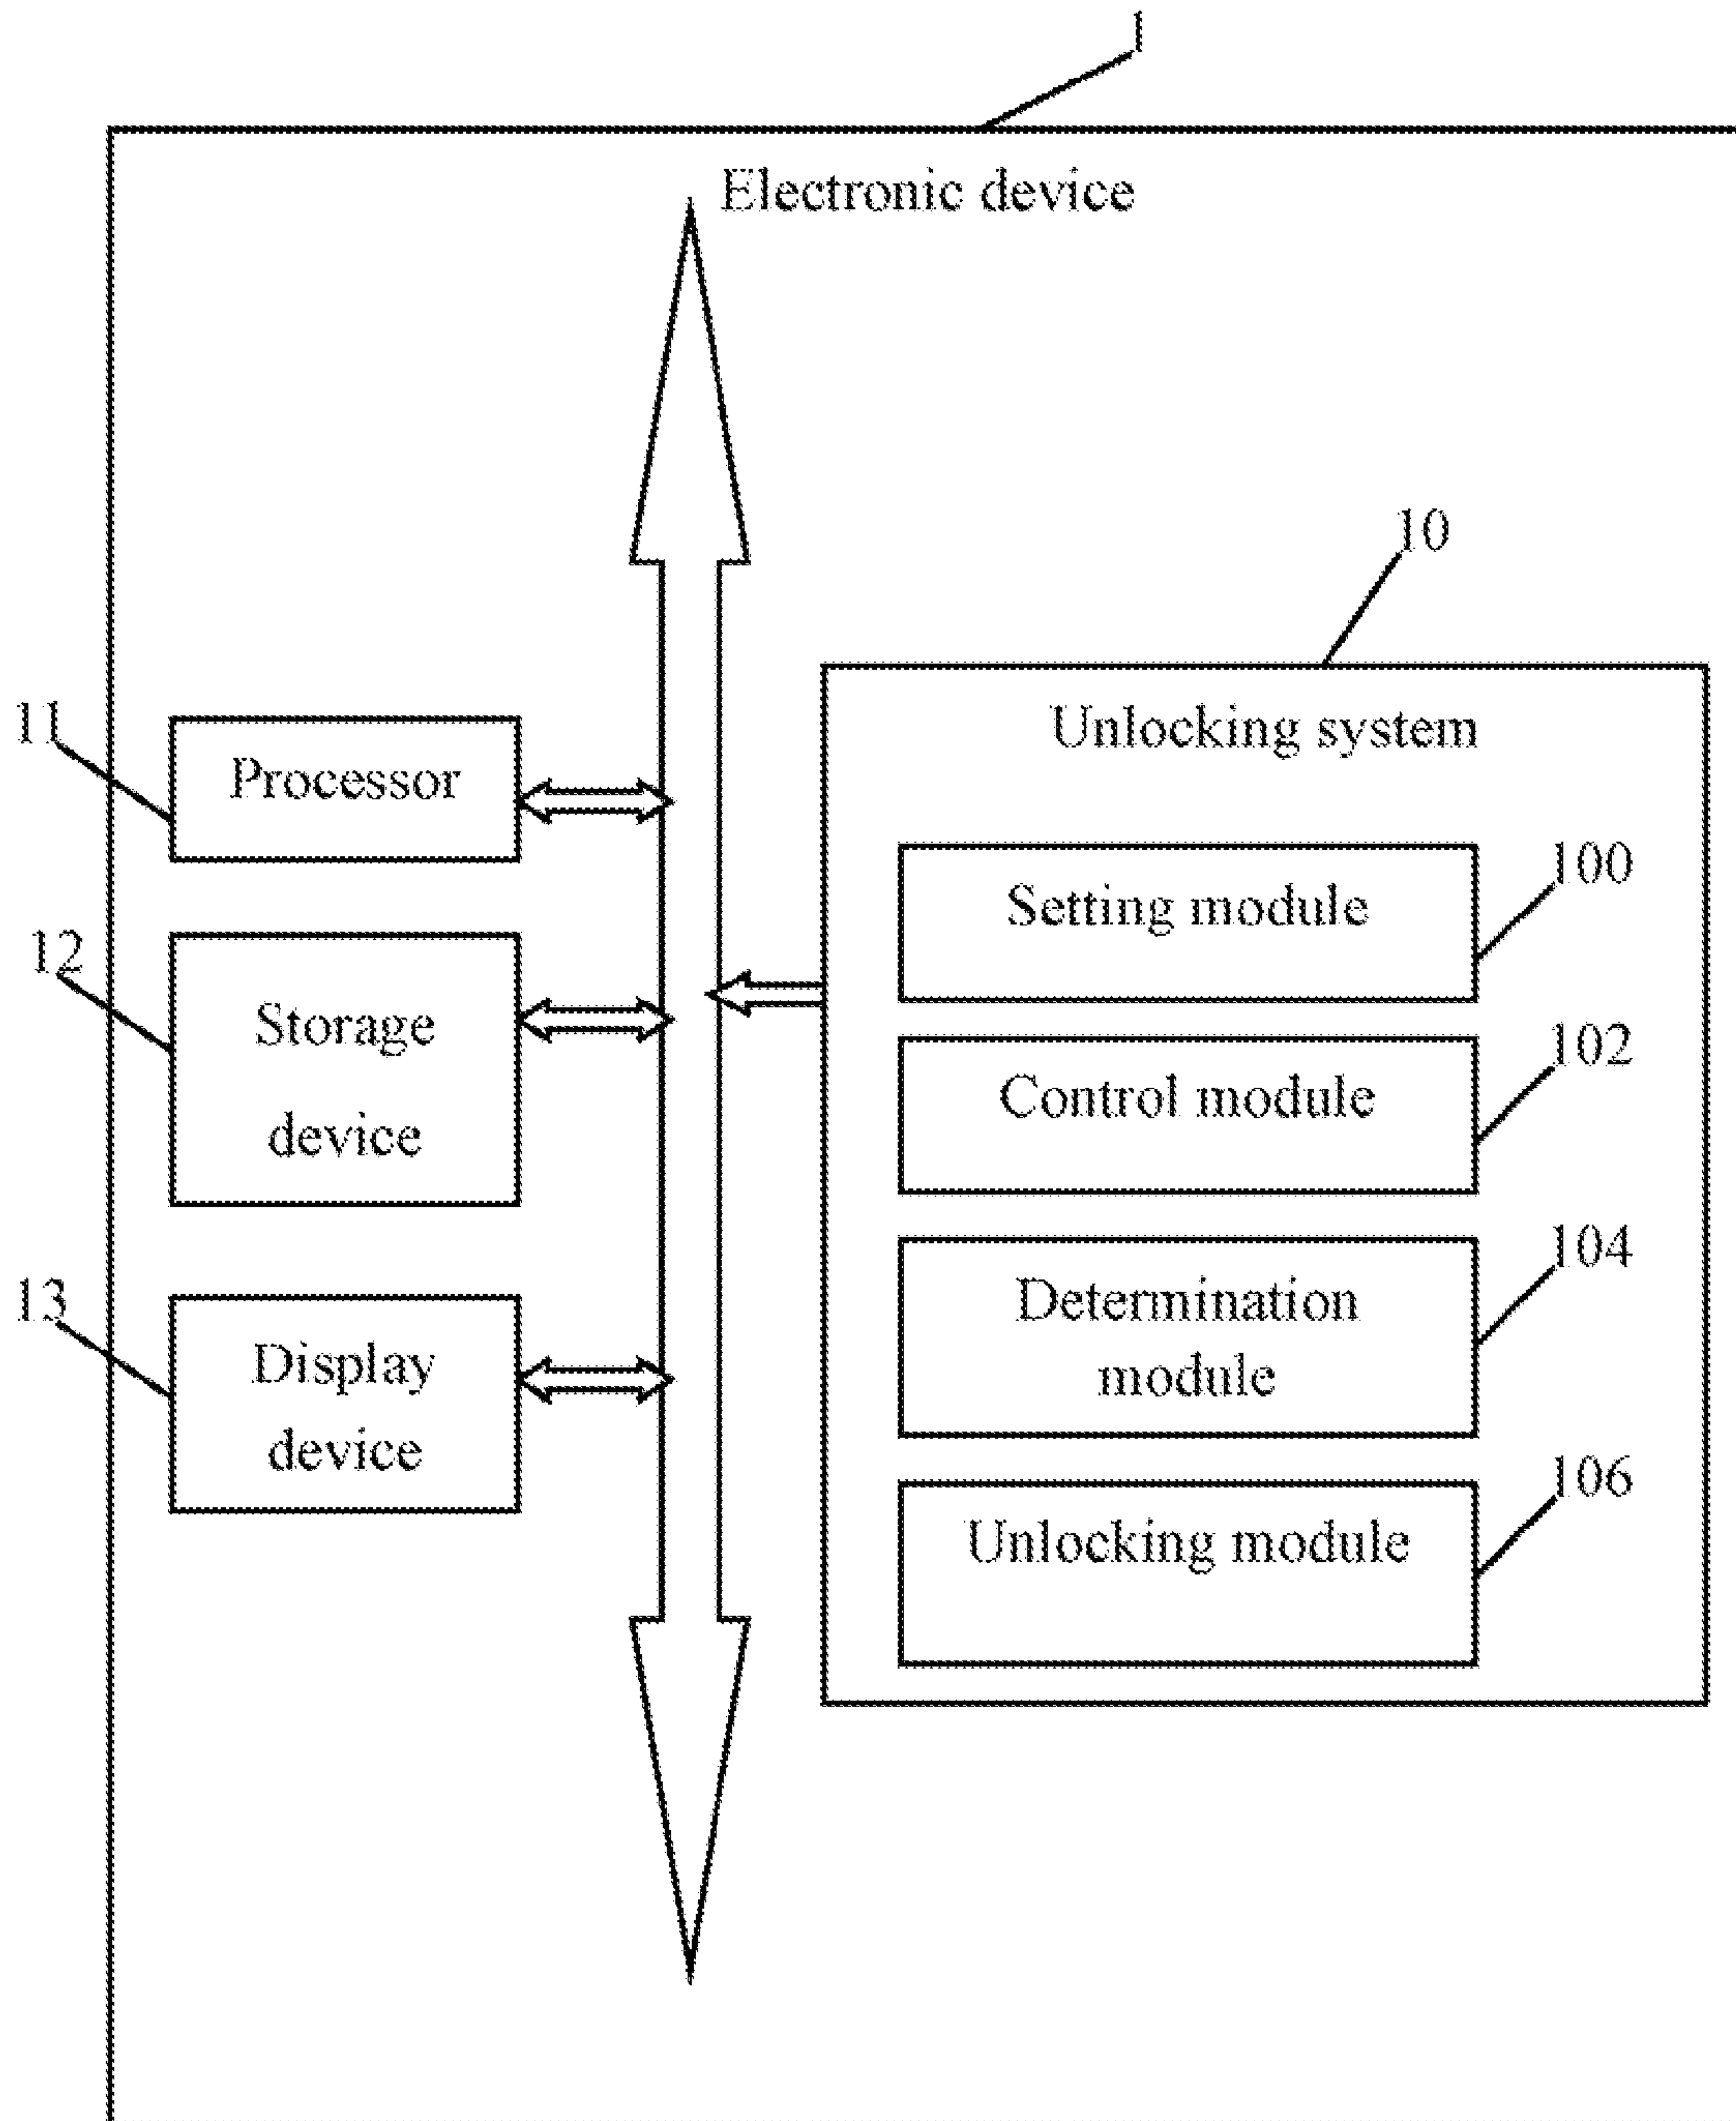 1
Electronic device
10
Unlocking system
11
Processor
100
Setting module
12
Storage
device
102
Control module
104
Determination
module
13
Display
device
106
Unlocking module